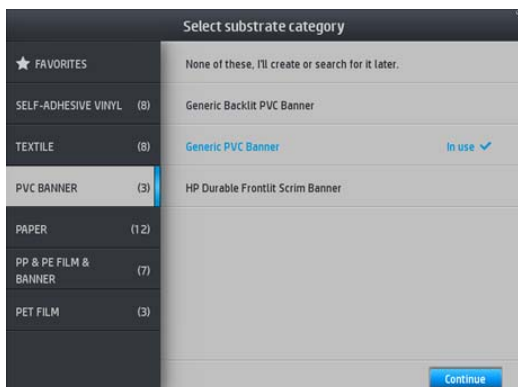 Select substrate category
FAVORITES
SELF-ADHESIVE VINYL (8)
TEXTILE (8)
PVC BANNER (3)
PAPER (12)
PP & PE FILM &
BANNER (7)
PET FILM (3)
None of these, I'll create or search for it later.
Generic Backlit PVC Banner
Generic PVC Banner In use
HP Durable Frontlit Scrim Banner
Continue